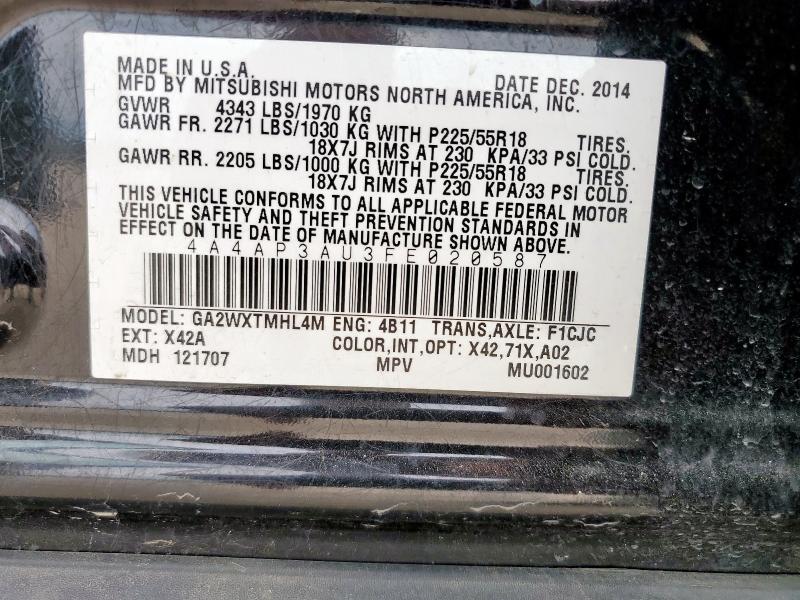 MADE IN U.S.A. DATE DEC. 2014
MFD BY MITSUBISHI MOTORS NORTH AMERICA, INC.
GVWR 4343 LBS/1970 KG
GAWR FR. 2271 LBS/1030 KG WITH P225/55R18 TIRES.
18X7J RIMS AT 230 KPA/33 PSI COLD.
GAWR RR. 2205 LBS/1000 KG WITH P225/55R18 TIRES.
18X7J RIMS AT 230 KPA/33 PSI COLD.
THIS VEHICLE CONFORMS TO ALL APPLICABLE FEDERAL MOTOR
VEHICLE SAFETY AND THEFT PREVENTION STANDARDS IN
EFFECT ON THE DATE OF MANUFACTURE SHOWN ABOVE.
4A4AP3AU3FE020587
MODEL: GA2WXTMHL4M ENG: 4B11 TRANS,AXLE: F1CJC
EXT: X42A COLOR,INT,OPT: X42,71X,A02
MDH 121707 MPV MU001602